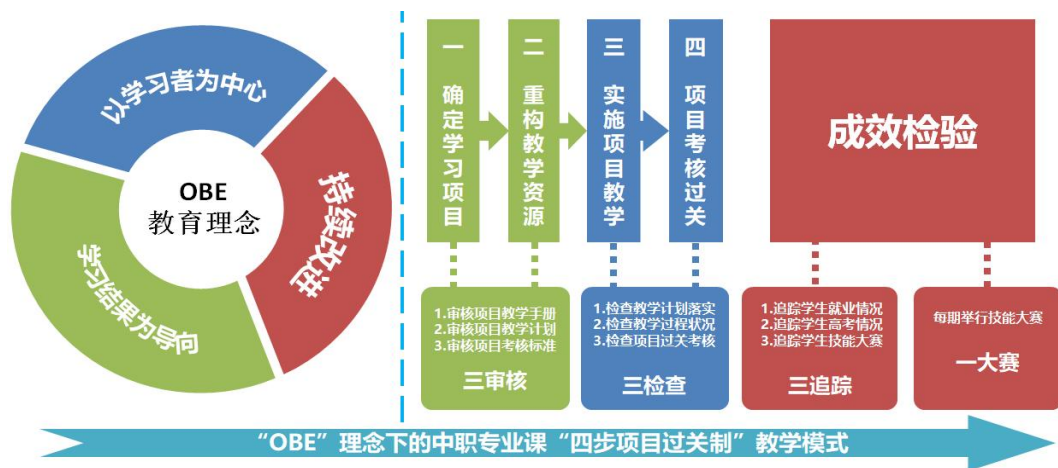 以学习者为中心
持续改进
学习结果为导向
OBE
教育理念
一 确定学习项目
二 重构教学资源
三 实施项目教学
四 项目考核过关
成效检验
1.审核项目教学手册
2.审核项目教学计划
3.审核项目考核标准
三审核
1.检查教学计划落实
2.检查教学过程状况
3.检查项目过关考核
三检查
1.追踪学生就业情况
2.追踪学生高考情况
3.追踪学生技能大赛
三追踪
每期举行技能大赛
一大赛
“OBE”理念下的中职专业课“四步项目过关制”教学模式